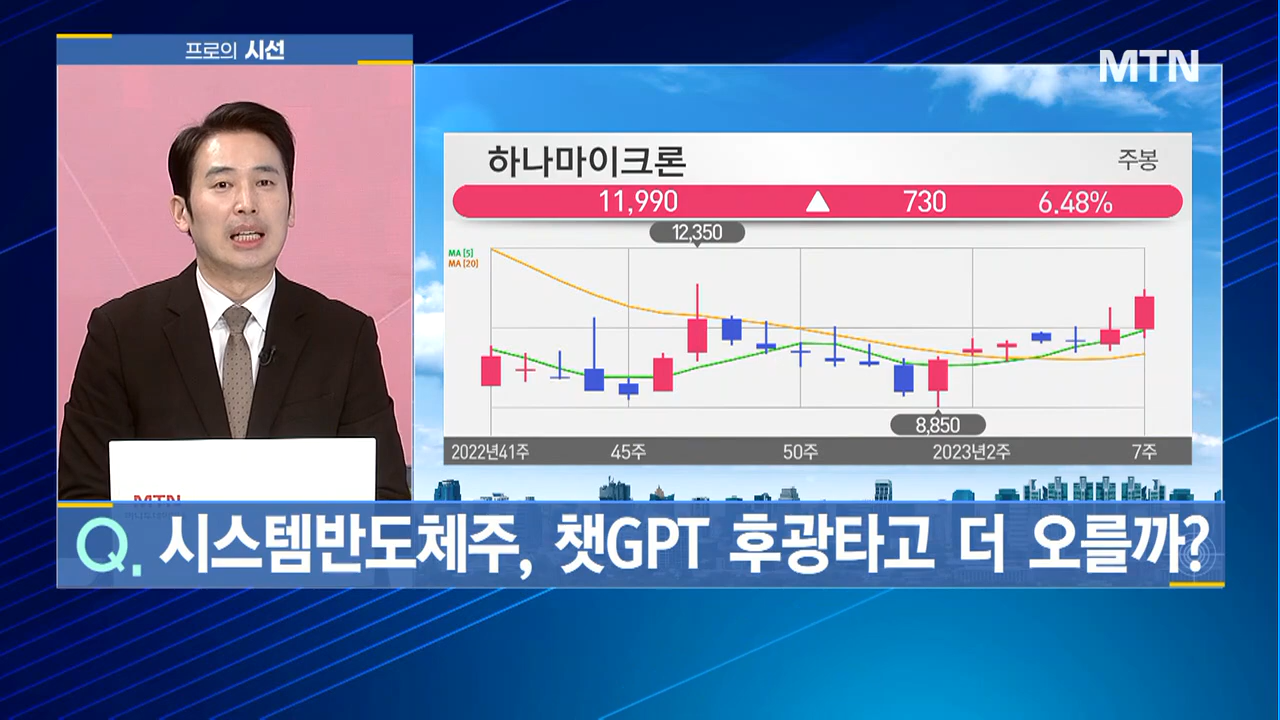 프로의 시선
MTN
하나마이크론
주봉
11,990 ▲ 730 6.48%
12,350
MA [5]
MA [20]
8,850
2022년41주 45주 50주 2023년2주 7주
MTN
Q. 시스템반도체주, 챗GPT 후광타고 더 오를까?